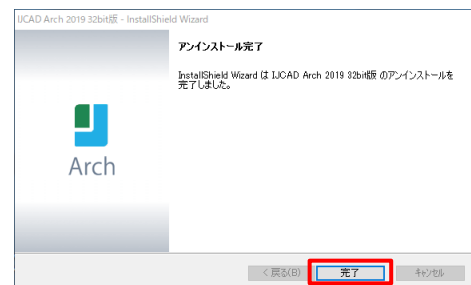 IJCAD Arch 2019 32bit版 - InstallShield Wizard
アンインストール完了
InstallShield Wizard は IJCAD Arch 2019 32bit版 のアンインストールを
完了しました。
Arch
< 戻る(B)
完了
キャンセル